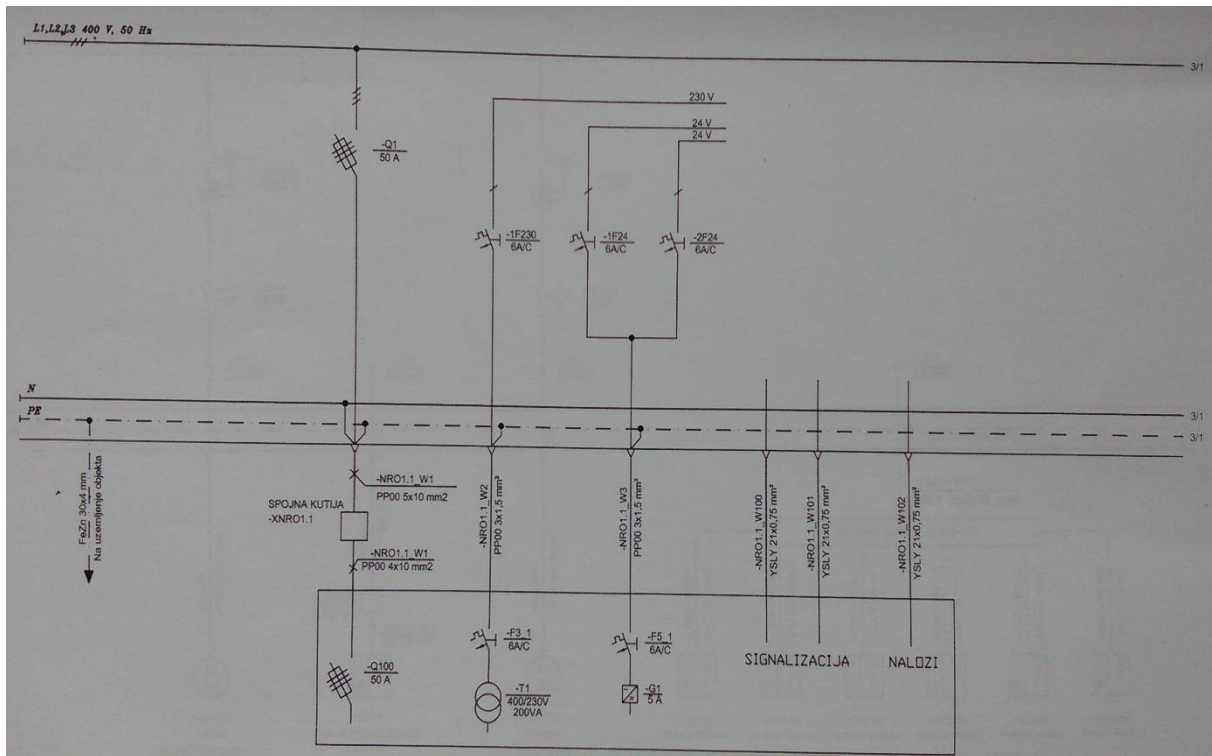 L1,L2,L3 400 V, 50 Hz
3/1
230 V
24 V
24 V
-Q1
50 A
-1F230
6A/C
-1F24
6A/C
-2F24
6A/C
N
3/1
PE
3/1
FeZn 30x4 mm
Na uzemljenje objekta
-NRO1.1_W1
PP00 5x10 mm2
SPOJNA KUTIJA
-XNRO1.1
-NRO1.1_W1
PP00 4x10 mm2
-NRO1.1_W2
PP00 3x1,5 mm²
-NRO1.1_W3
PP00 3x1,5 mm²
-NRO1.1_W100
YSLY 21x0,75 mm²
-NRO1.1_W101
YSLY 21x0,75 mm²
-NRO1.1_W102
YSLY 21x0,75 mm²
-Q100
50 A
-F3_1
6A/C
-T1
400/230V
200VA
-F5_1
6A/C
-G1
5 A
SIGNALIZACIJA
NALOZI